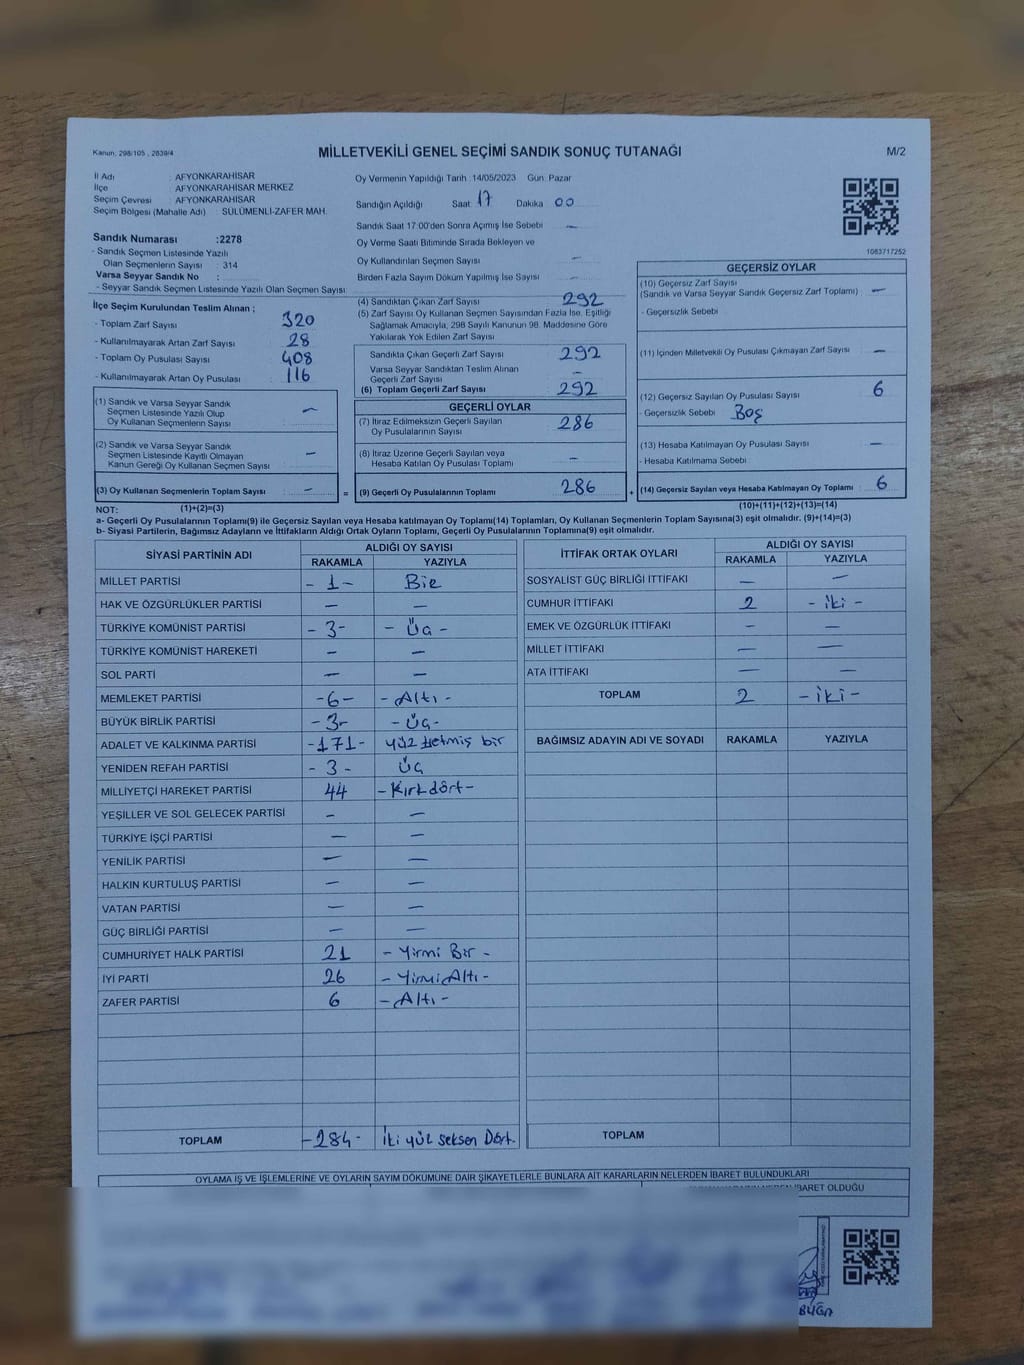 Kanun: 298/105 , 2839/4
MİLLETVEKİLİ GENEL SEÇİMİ SANDIK SONUÇ TUTANAĞI
M/2
İl Adı : AFYONKARAHİSAR
İlçe : AFYONKARAHİSAR MERKEZ
Seçim Çevresi : AFYONKARAHİSAR
Seçim Bölgesi (Mahalle Adı) : SÜLÜMENLİ-ZAFER MAH.
Sandık Numarası :2278
- Sandık Seçmen Listesinde Yazılı
Olan Seçmenlerin Sayısı : 314
Varsa Seyyar Sandık No :
- Seyyar Sandık Seçmen Listesinde Yazılı Olan Seçmen Sayısı:
İlçe Seçim Kurulundan Teslim Alınan ;
- Toplam Zarf Sayısı : 320
- Kullanılmayarak Artan Zarf Sayısı : 28
- Toplam Oy Pusulası Sayısı : 408
- Kullanılmayarak Artan Oy Pusulası : 116
Oy Vermenin Yapıldığı Tarih :14/05/2023 Gün: Pazar
Sandığın Açıldığı Saat 17 Dakika 00
Sandık Saat 17:00'den Sonra Açımış İse Sebebi —
Oy Verme Saati Bitiminde Sırada Bekleyen ve
Oy Kullandırılan Seçmen Sayısı —
Birden Fazla Sayım Döküm Yapılmış İse Sayısı —
(4) Sandıktan Çıkan Zarf Sayısı 292
(5) Zarf Sayısı Oy Kullanan Seçmen Sayısından Fazla İse, Eşitliği
Sağlamak Amacıyla, 298 Sayılı Kanunun 98. Maddesine Göre
Yakılarak Yok Edilen Zarf Sayısı
Sandıkta Çıkan Geçerli Zarf Sayısı 292
Varsa Seyyar Sandıktan Teslim Alınan
Geçerli Zarf Sayısı —
(6) Toplam Geçerli Zarf Sayısı 292
1083717252
GEÇERSİZ OYLAR
(10) Geçersiz Zarf Sayısı
(Sandık ve Varsa Seyyar Sandık Geçersiz Zarf Toplamı) —
- Geçersizlik Sebebi
(11) İçinden Milletvekili Oy Pusulası Çıkmayan Zarf Sayısı —
(12) Geçersiz Sayılan Oy Pusulası Sayısı 6
- Geçersizlik Sebebi Boş
(13) Hesaba Katılmayan Oy Pusulası Sayısı —
- Hesaba Katılmama Sebebi
(14) Geçersiz Sayılan veya Hesaba Katılmayan Oy Toplamı 6
(10)+(11)+(12)+(13)=(14)
(1) Sandık ve Varsa Seyyar Sandık
Seçmen Listesinde Yazılı Olup
Oy Kullanan Seçmenlerin Sayısı —
(2) Sandık ve Varsa Seyyar Sandık
Seçmen Listesinde Kayıtlı Olmayan
Kanun Gereği Oy Kullanan Seçmen Sayısı —
(3) Oy Kullanan Seçmenlerin Toplam Sayısı —
=
GEÇERLİ OYLAR
(7) İtiraz Edilmeksizin Geçerli Sayılan
Oy Pusulalarının Sayısı 286
(8) İtiraz Üzerine Geçerli Sayılan veya
Hesaba Katılan Oy Pusulası Toplamı —
(9) Geçerli Oy Pusulalarının Toplamı 286
+
NOT: (1)+(2)=(3)
a- Geçerli Oy Pusulalarının Toplamı(9) ile Geçersiz Sayılan veya Hesaba katılmayan Oy Toplamı(14) Toplamları, Oy Kullanan Seçmenlerin Toplam Sayısına(3) eşit olmalıdır. (9)+(14)=(3)
b- Siyasi Partilerin, Bağımsız Adayların ve İttifakların Aldığı Ortak Oyların Toplamı, Geçerli Oy Pusulalarının Toplamına(9) eşit olmalıdır.
SİYASİ PARTİNİN ADI ALDIĞI OY SAYISI
RAKAMLA YAZIYLA
MİLLET PARTİSİ - 1 - Bir
HAK VE ÖZGÜRLÜKLER PARTİSİ — —
TÜRKİYE KOMÜNİST PARTİSİ - 3 - - Üç -
TÜRKİYE KOMÜNİST HAREKETİ — —
SOL PARTİ — —
MEMLEKET PARTİSİ - 6 - - Altı -
BÜYÜK BİRLİK PARTİSİ - 3 - - Üç -
ADALET VE KALKINMA PARTİSİ - 171 - yüz yetmiş bir
YENİDEN REFAH PARTİSİ - 3 - Üç
MİLLİYETÇİ HAREKET PARTİSİ 44 - Kırkdört -
YEŞİLLER VE SOL GELECEK PARTİSİ — —
TÜRKİYE İŞÇİ PARTİSİ — —
YENİLİK PARTİSİ — —
HALKIN KURTULUŞ PARTİSİ — —
VATAN PARTİSİ — —
GÜÇ BİRLİĞİ PARTİSİ — —
CUMHURİYET HALK PARTİSİ 21 - Yirmi Bir -
İYİ PARTİ 26 - Yirmi Altı -
ZAFER PARTİSİ 6 - Altı -
TOPLAM - 284 - İki yüz seksen Dört.
İTTİFAK ORTAK OYLARI ALDIĞI OY SAYISI
RAKAMLA YAZIYLA
SOSYALİST GÜÇ BİRLİĞİ İTTİFAKI — —
CUMHUR İTTİFAKI 2 - iki -
EMEK VE ÖZGÜRLÜK İTTİFAKI — —
MİLLET İTTİFAKI — —
ATA İTTİFAKI — —
TOPLAM 2 - iki -
BAĞIMSIZ ADAYIN ADI VE SOYADI RAKAMLA YAZIYLA
TOPLAM
OYLAMA İŞ VE İŞLEMLERİNE VE OYLARIN SAYIM DÖKÜMÜNE DAİR ŞİKAYETLERLE BUNLARA AİT KARARLARIN NELERDEN İBARET BULUNDUKLARI
İBARET OLDUĞU